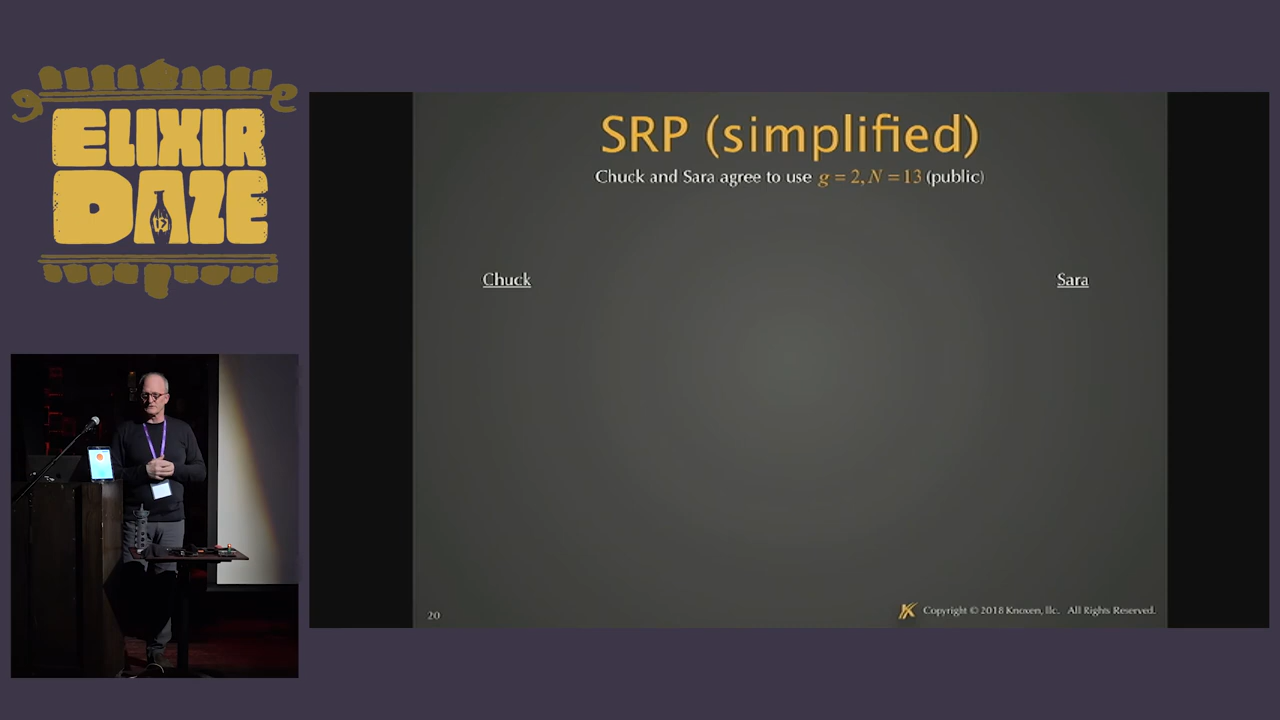 ELIXIR
DAZE
SRP (simplified)
Chuck and Sara agree to use g = 2, N = 13 (public)
Chuck
Sara
20
Copyright © 2018 Knoxen, llc. All Rights Reserved.